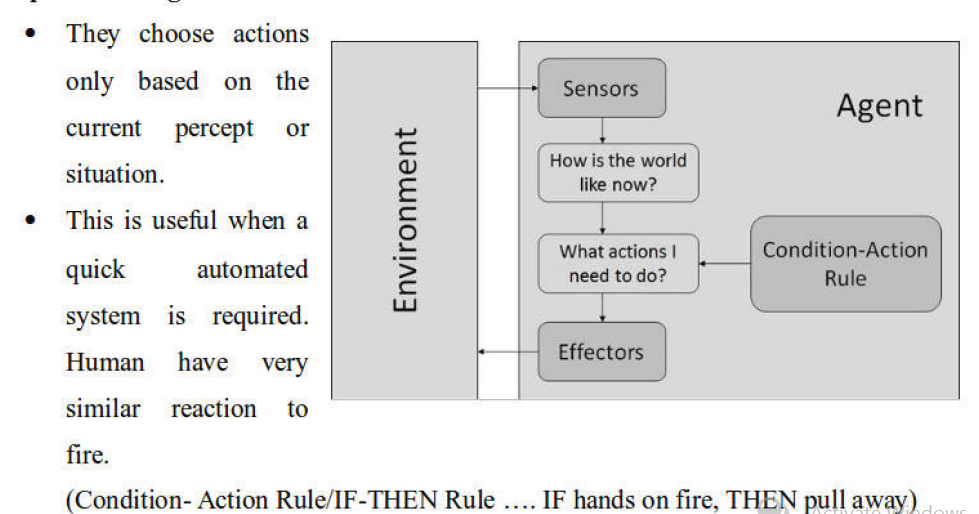 • They choose actions
only based on the
current percept or
situation.
• This is useful when a
quick automated
system is required.
Human have very
similar reaction to
fire.
(Condition- Action Rule/IF-THEN Rule .... IF hands on fire, THEN pull away)
Environment
Agent
Sensors
How is the world
like now?
What actions I
need to do?
Condition-Action
Rule
Effectors
Activate Windows